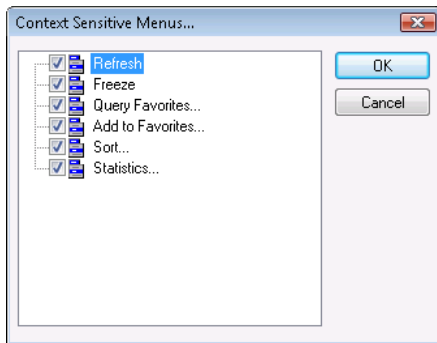 Context Sensitive Menus...
Refresh
Freeze
Query Favorites...
Add to Favorites...
Sort...
Statistics...
OK
Cancel